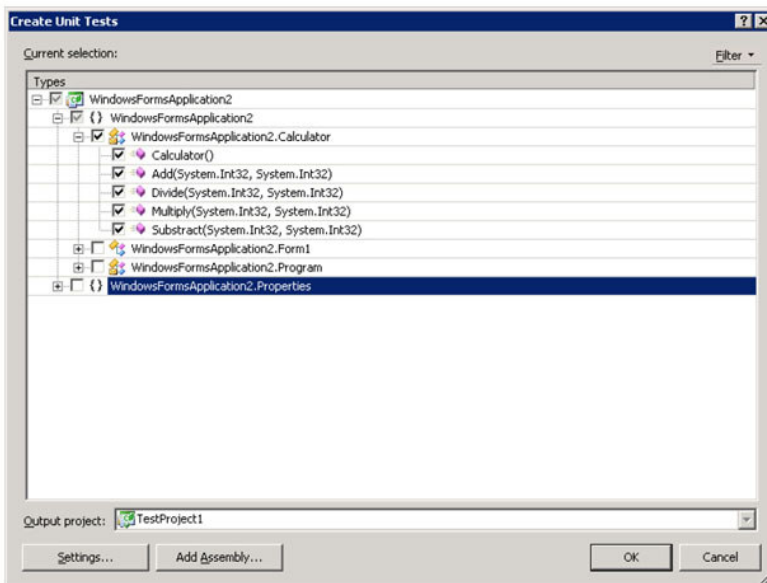 Create Unit Tests
Current selection:
Filter
Types
WindowsFormsApplication2
{} WindowsFormsApplication2
WindowsFormsApplication2.Calculator
Calculator()
Add(System.Int32, System.Int32)
Divide(System.Int32, System.Int32)
Multiply(System.Int32, System.Int32)
Substract(System.Int32, System.Int32)
WindowsFormsApplication2.Form1
WindowsFormsApplication2.Program
{} WindowsFormsApplication2.Properties
Output project: TestProject1
Settings... Add Assembly... OK Cancel